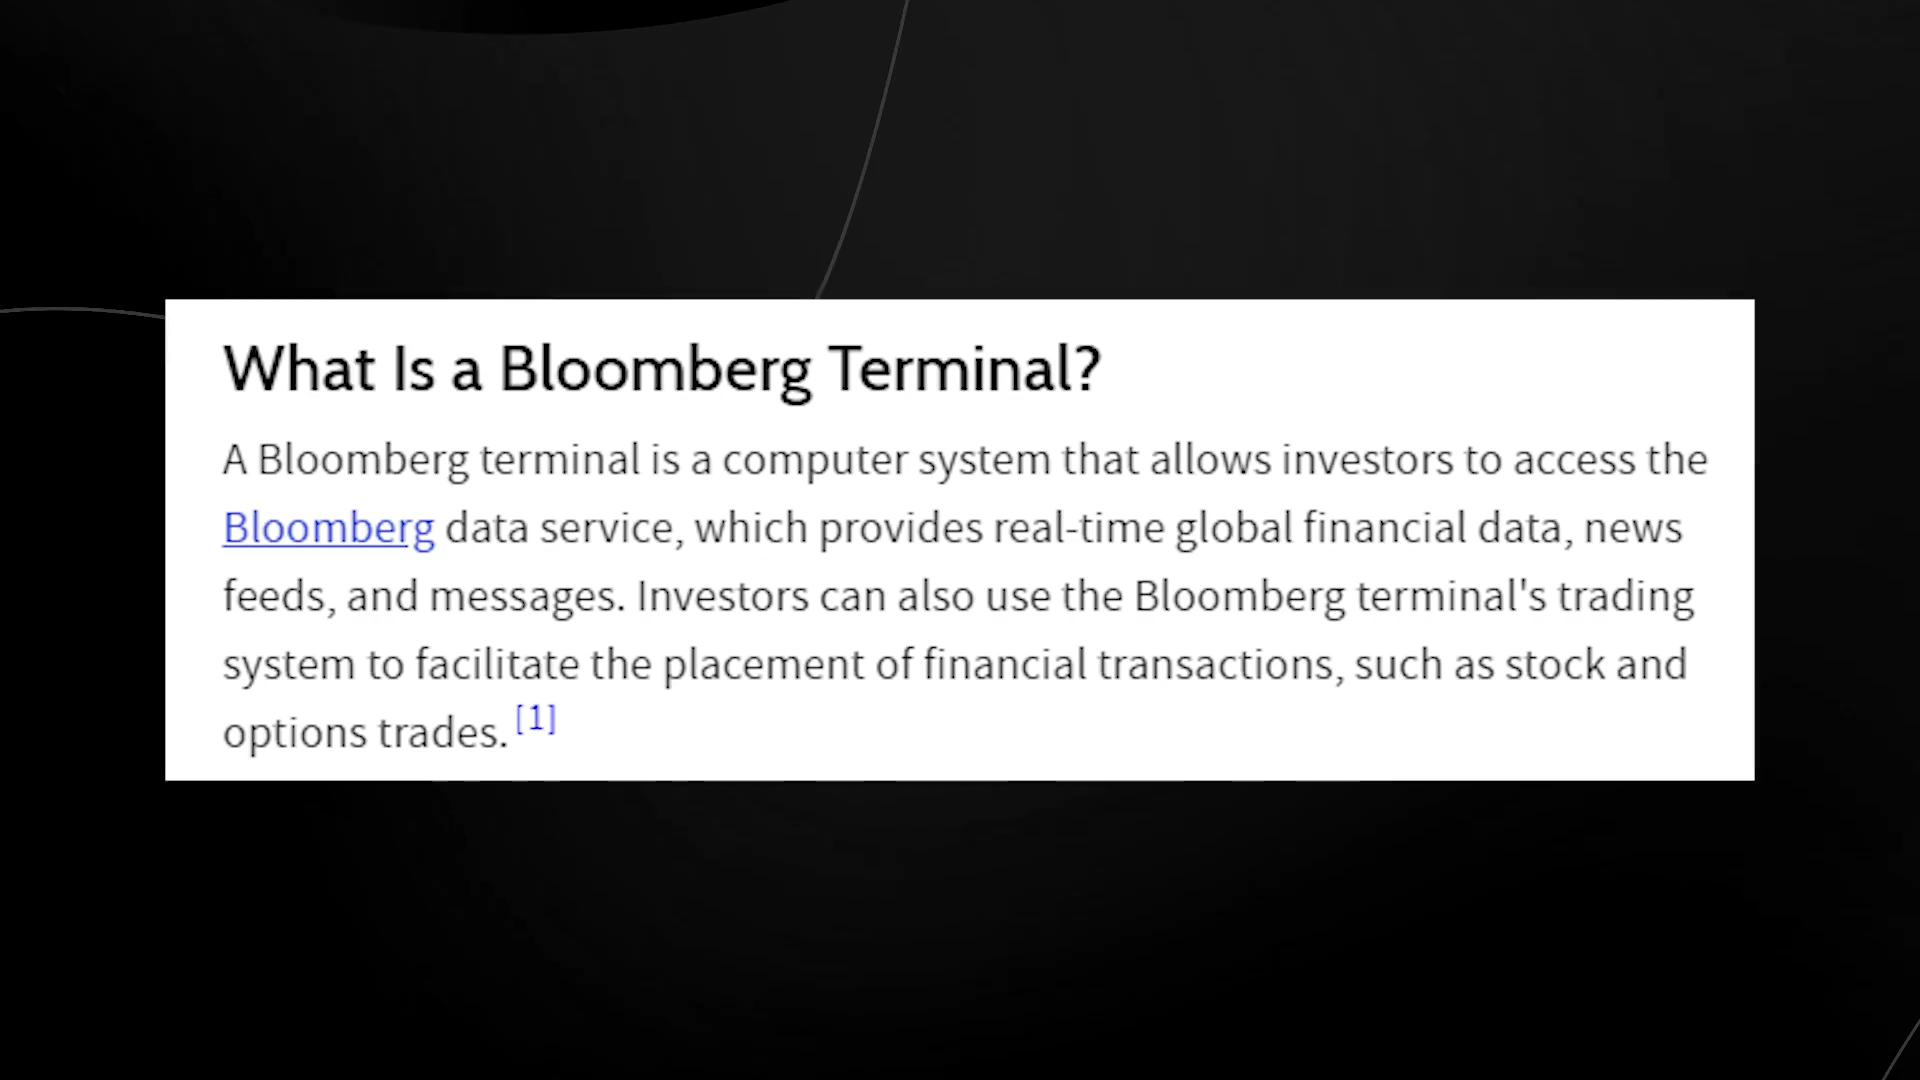 What Is a Bloomberg Terminal?
A Bloomberg terminal is a computer system that allows investors to access the
Bloomberg data service, which provides real-time global financial data, news
feeds, and messages. Investors can also use the Bloomberg terminal's trading
system to facilitate the placement of financial transactions, such as stock and
options trades. [1]